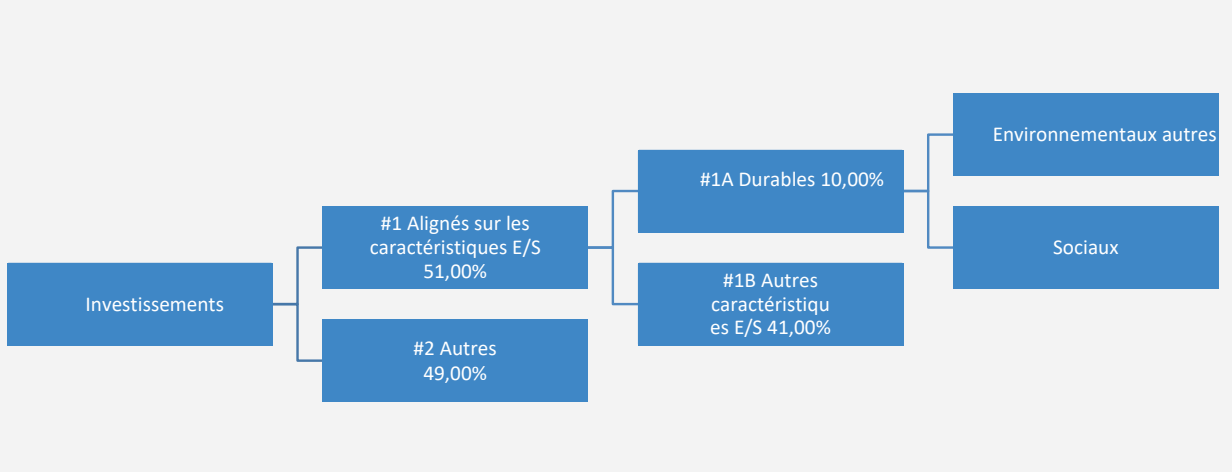 Investissements
#1 Alignés sur les
caractéristiques E/S
51,00%
#2 Autres
49,00%
#1A Durables 10,00%
#1B Autres
caractéristiqu
es E/S 41,00%
Environnementaux autres
Sociaux